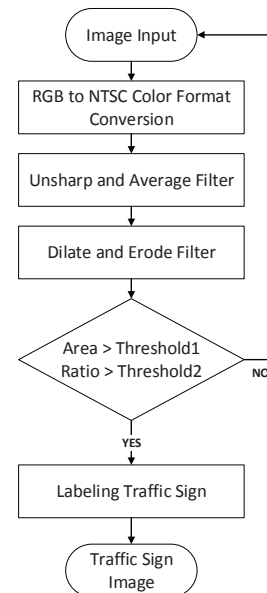 Image Input
RGB to NTSC Color Format
Conversion
Unsharp and Average Filter
Dilate and Erode Filter
Area > Threshold1
Ratio > Threshold2
NO
YES
Labeling Traffic Sign
Traffic Sign
Image